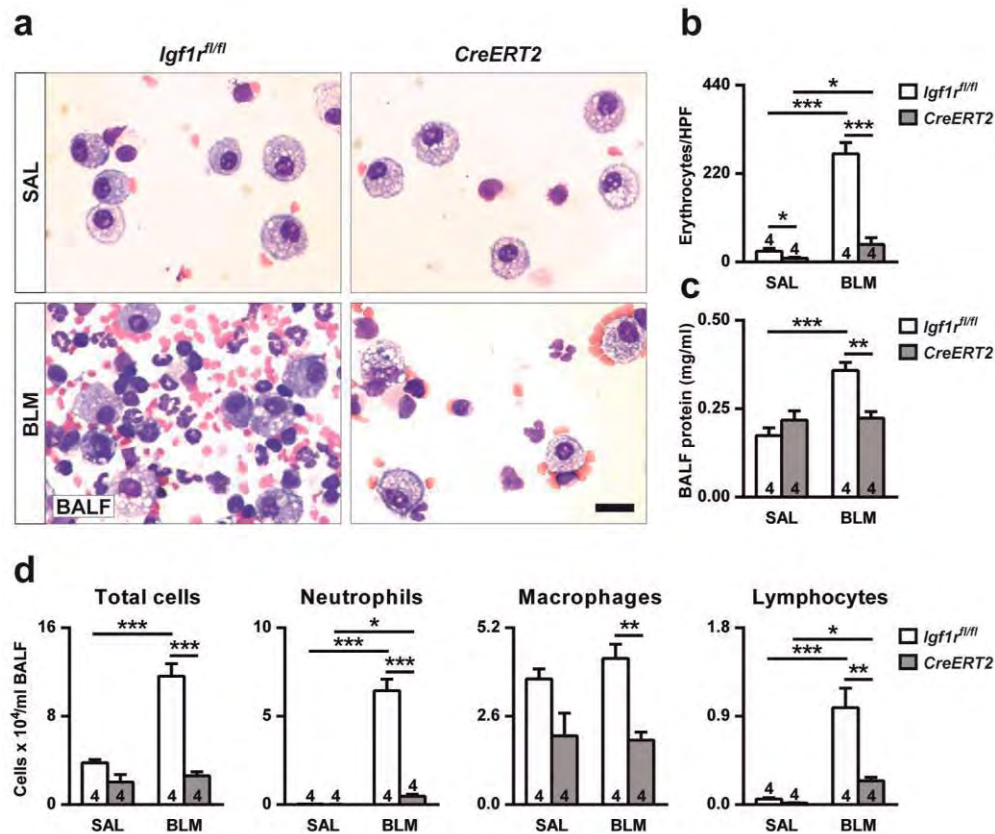 a
Igf1r^fl/fl
CreERT2
SAL
BLM
BALF
b
Erythrocytes/HPF
440
220
0
*
***
***
*
4
4
4
4
SAL
BLM
Igf1r^fl/fl
CreERT2
c
BALF protein (mg/ml)
0.50
0.25
0.00
***
**
4
4
4
4
SAL
BLM
Igf1r^fl/fl
CreERT2
d
Total cells
Cells x 10^4/ml BALF
16
8
0
***
***
4
4
4
4
SAL
BLM
Neutrophils
10
5
0
*
***
***
4
4
4
4
SAL
BLM
Macrophages
5.2
2.6
0.0
**
4
4
4
4
SAL
BLM
Lymphocytes
1.8
0.9
0.0
*
***
**
4
4
4
4
SAL
BLM
Igf1r^fl/fl
CreERT2